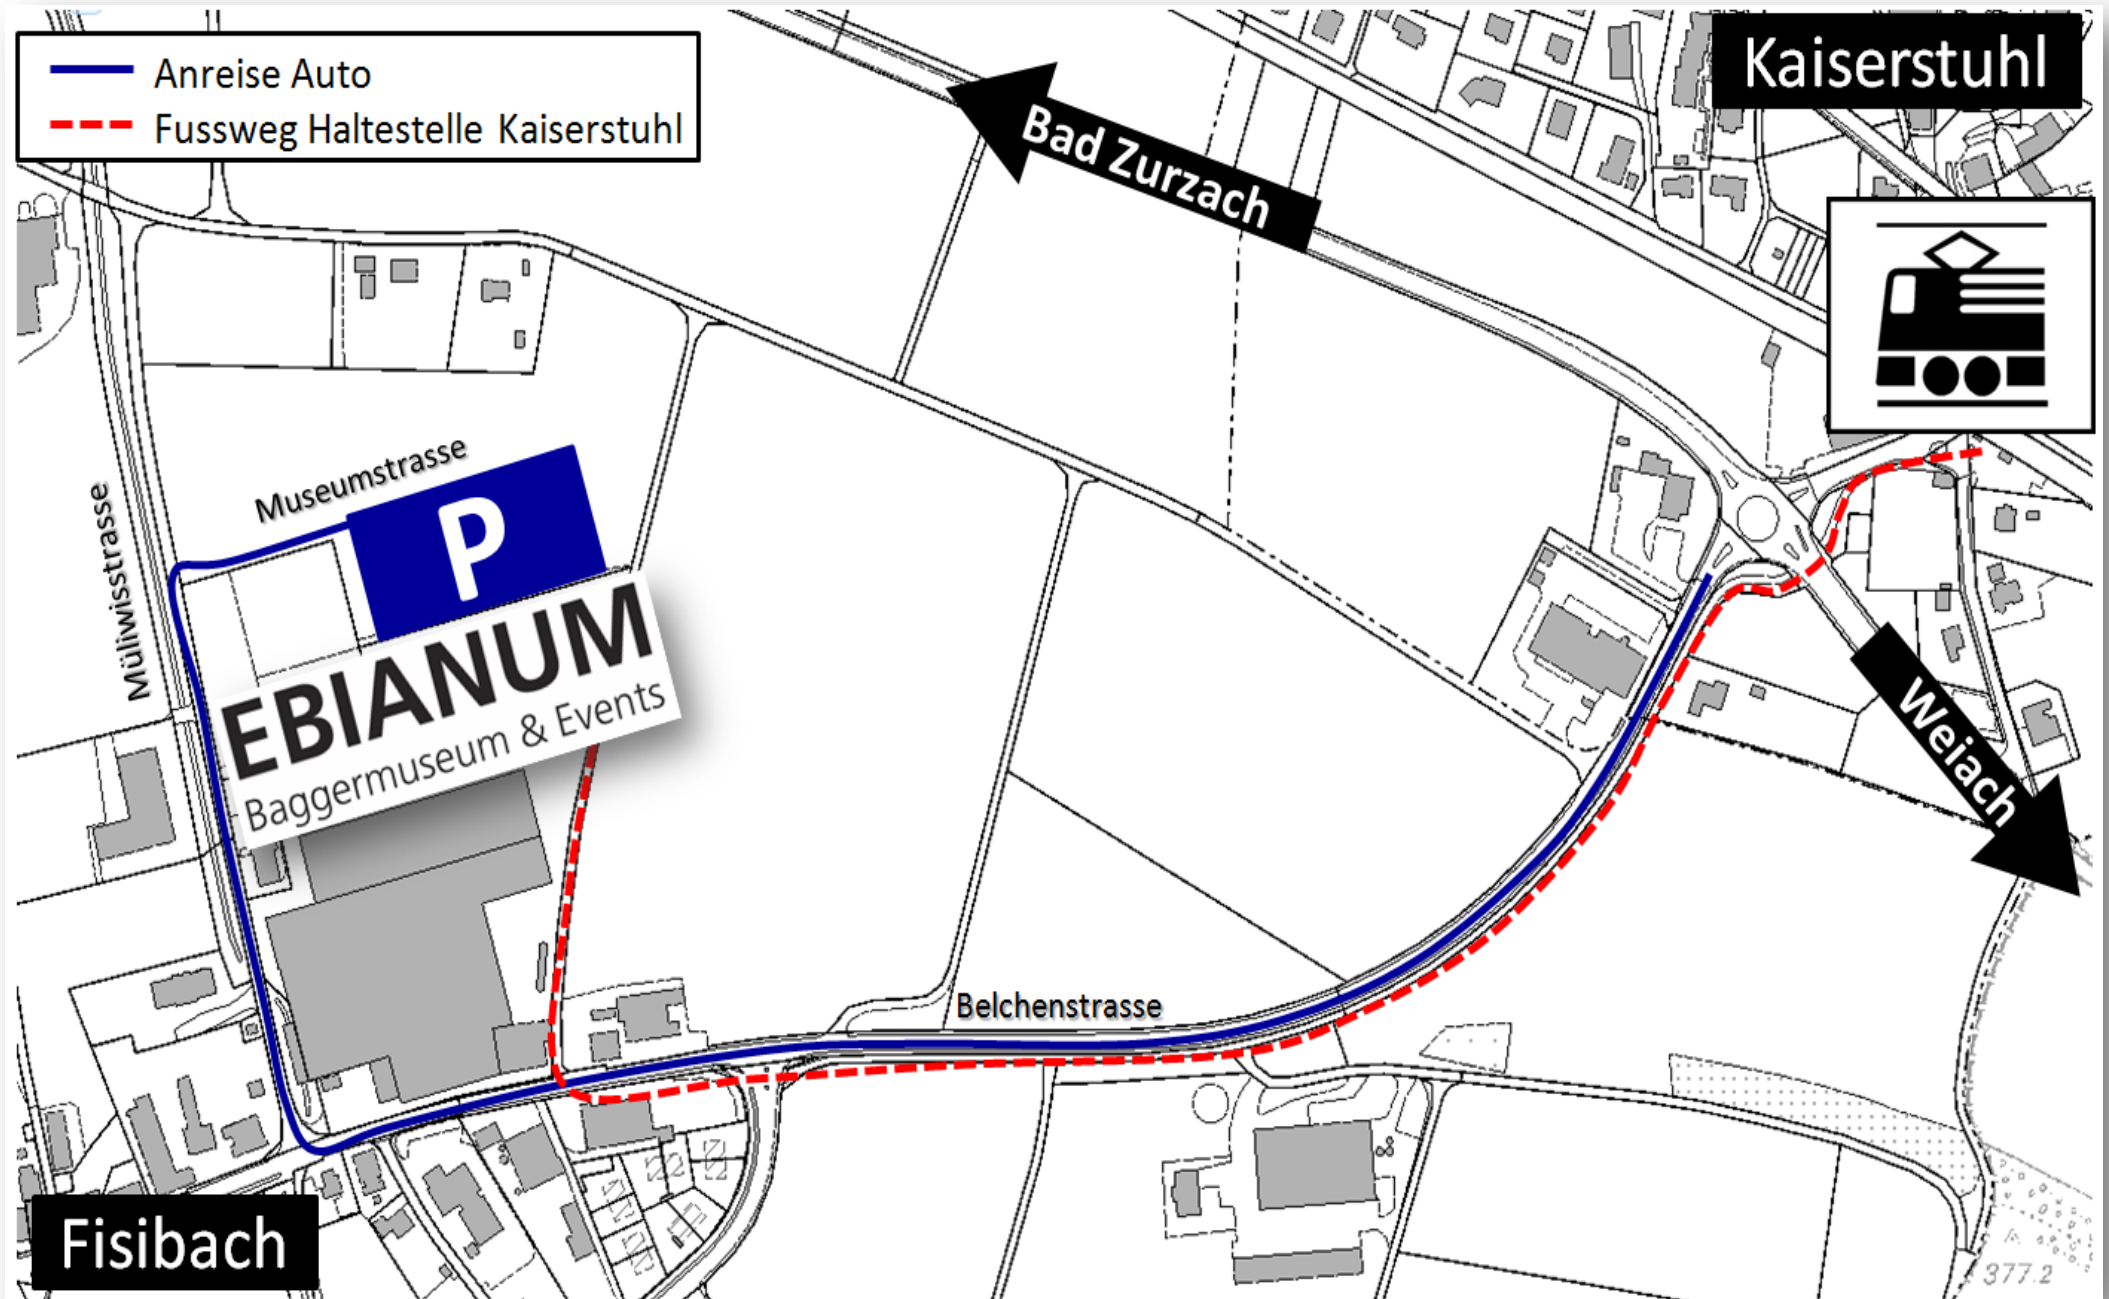 Anreise Auto
Fussweg Haltestelle Kaiserstuhl
Kaiserstuhl
Bad Zurzach
Museumstrasse
P
Müliwisstrasse
EBIANUM
Baggermuseum & Events
Weiach
Belchenstrasse
Fisibach
377.2